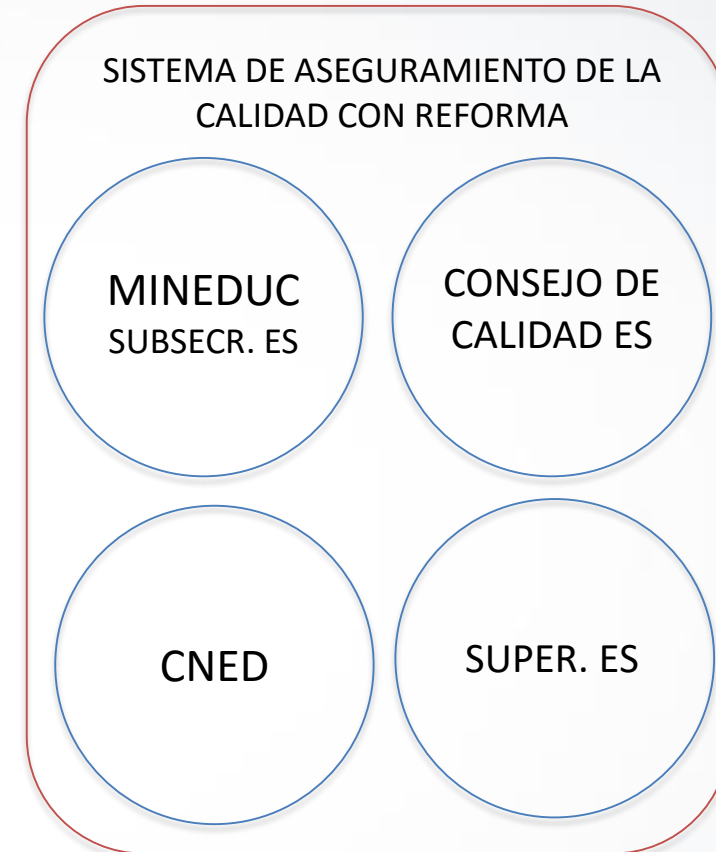 SISTEMA DE ASEGURAMIENTO DE LA
CALIDAD CON REFORMA
MINEDUC
SUBSECR. ES
CONSEJO DE
CALIDAD ES
CNED
SUPER. ES